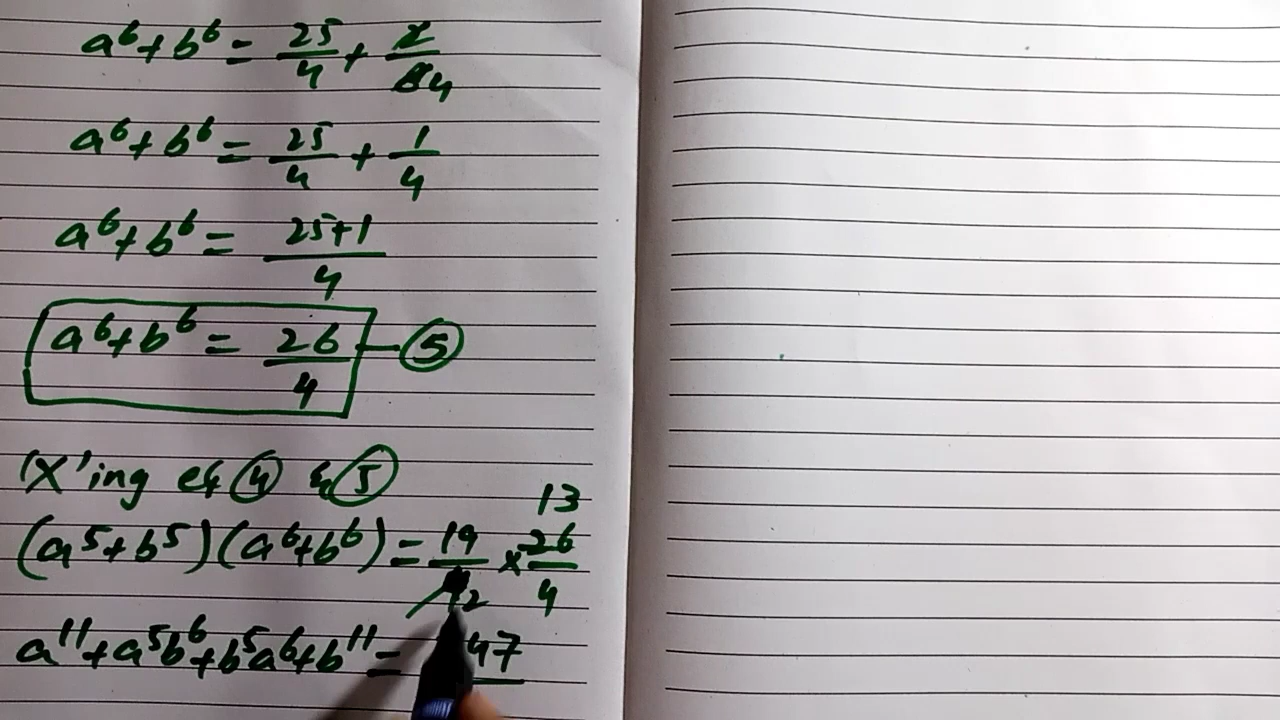 a⁶+b⁶ = 25/4 + 2/84
a⁶+b⁶ = 25/4 + 1/4
a⁶+b⁶ = 25+1/4
a⁶+b⁶ = 26/4 — ⑤
'X'ing eq ④ & ⑤
13
(a⁵+b⁵)(a⁶+b⁶) = 19/42 × 26/4
a¹¹+a⁵b⁶+b⁵a⁶+b¹¹ = 47